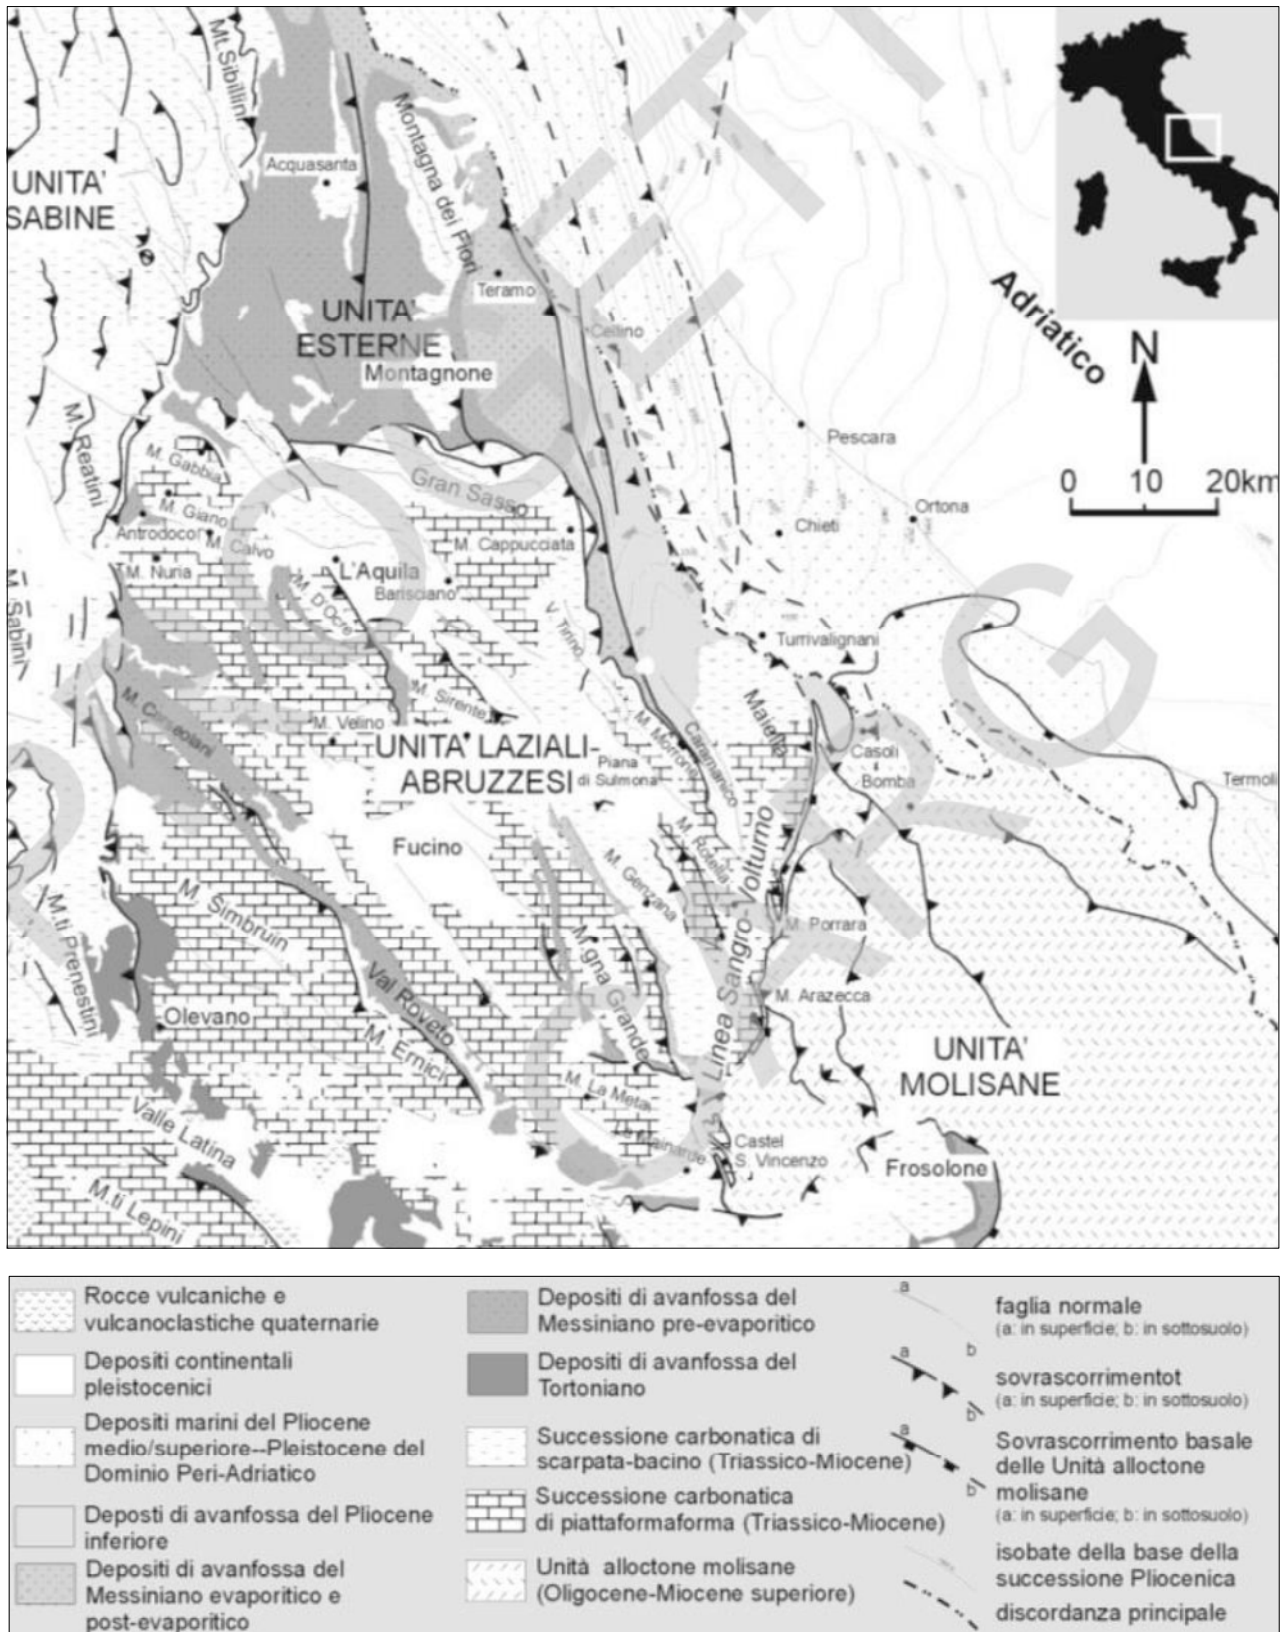 Mt.Sibillini
UNITA'
SABINE
Acquasanta
Montagna dei Fiori
Teramo
UNITA'
ESTERNE
Montagnone
Cellino
Adriatico
N
0 10 20km
Pescara
Ortona
Chieti
M. Reatini
M. Gabbia
M. Giano
Antrodoco
M. Calvo
M. Nuria
Gran Sasso
M. Cappucciata
L'Aquila
Barisciano
M. D'Ocre
V. Tirino
Turrivalignani
M. Sabini
M. Sirente
M. Velino
M. Carseolani
UNITA' LAZIALI-
ABRUZZESI
Piana
di Sulmona
M. Morrone
Caramanico
Maiella
Casoli
Bomba
Termoli
Fucino
M. Rotella
M. Genzana
Linea Sangro-Volturno
M. Simbruin
M.ti Prenestini
M.gna Grande
M. Porrara
M. Arazecca
Olevano
Val Roveto
M. Ernici
UNITA'
MOLISANE
M. La Meta
Le Mainarde
Castel
S. Vincenzo
Frosolone
Valle Latina
M.ti Lepini
PROGETTO
CARG
Rocce vulcaniche e
vulcanoclastiche quaternarie
Depositi continentali
pleistocenici
Depositi marini del Pliocene
medio/superiore--Pleistocene del
Dominio Peri-Adriatico
Deposti di avanfossa del Pliocene
inferiore
Depositi di avanfossa del
Messiniano evaporitico e
post-evaporitico
Depositi di avanfossa del
Messiniano pre-evaporitico
Depositi di avanfossa del
Tortoniano
Successione carbonatica di
scarpata-bacino (Triassico-Miocene)
Successione carbonatica
di piattaformaforma (Triassico-Miocene)
Unità alloctone molisane
(Oligocene-Miocene superiore)
a
b
faglia normale
(a: in superficie; b: in sottosuolo)
a
b
sovrascorrimentot
(a: in superficie; b: in sottosuolo)
a
b
Sovrascorrimento basale
delle Unità alloctone
molisane
(a: in superficie; b: in sottosuolo)
isobate della base della
successione Pliocenica
discordanza principale